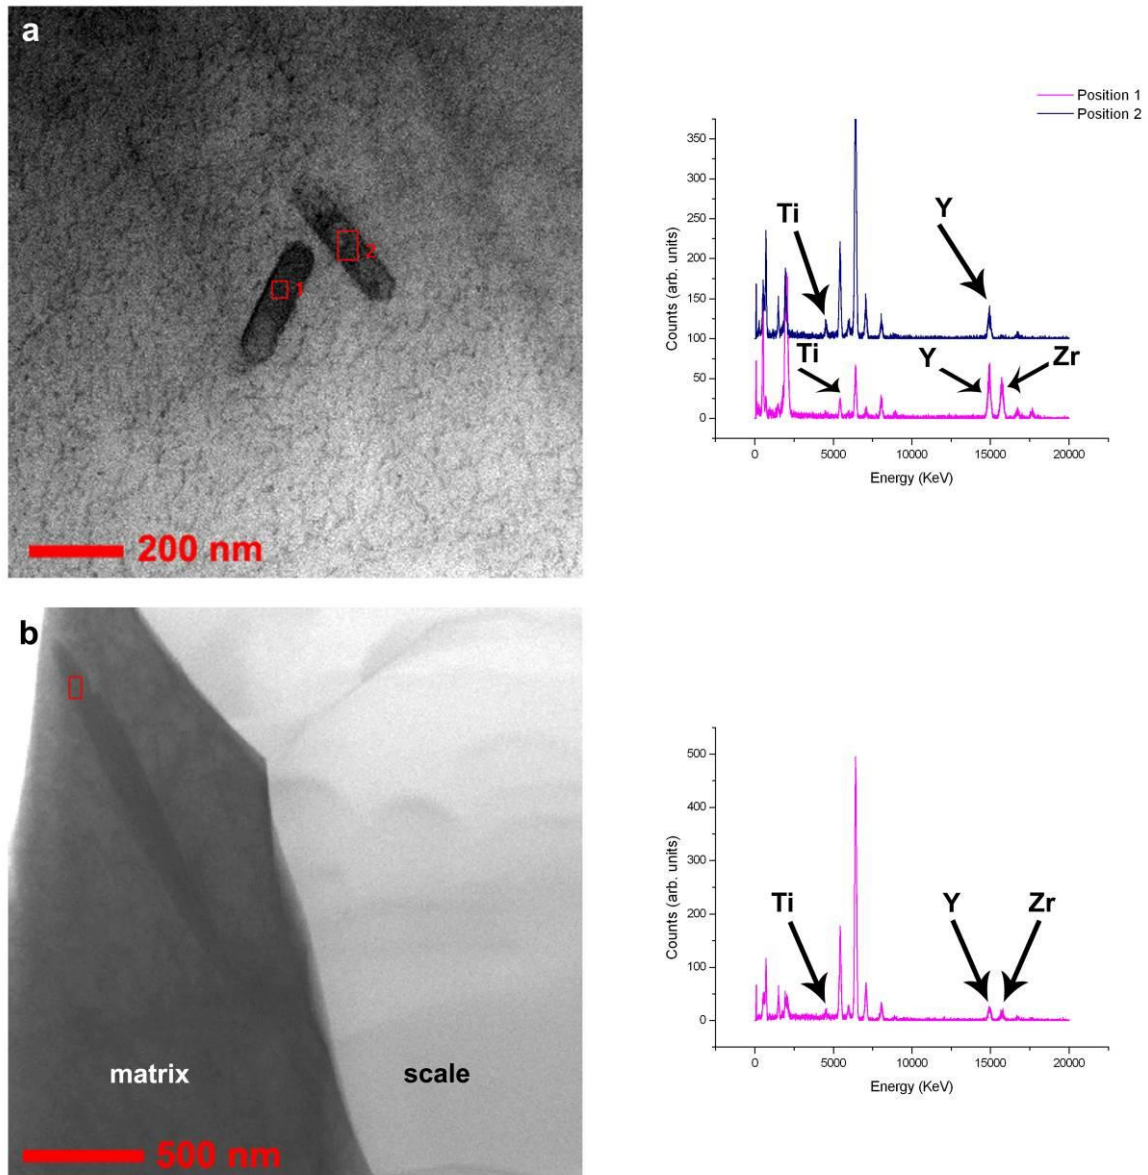 a
1
2
200 nm
Position 1
Position 2
350
300
250
200
150
100
50
0
Counts (arb. units)
Ti
Y
Ti
Y
Zr
0
5000
10000
15000
20000
Energy (KeV)
b
matrix
scale
500 nm
500
400
300
200
100
0
Counts (arb. units)
Ti
Y
Zr
0
5000
10000
15000
20000
Energy (KeV)